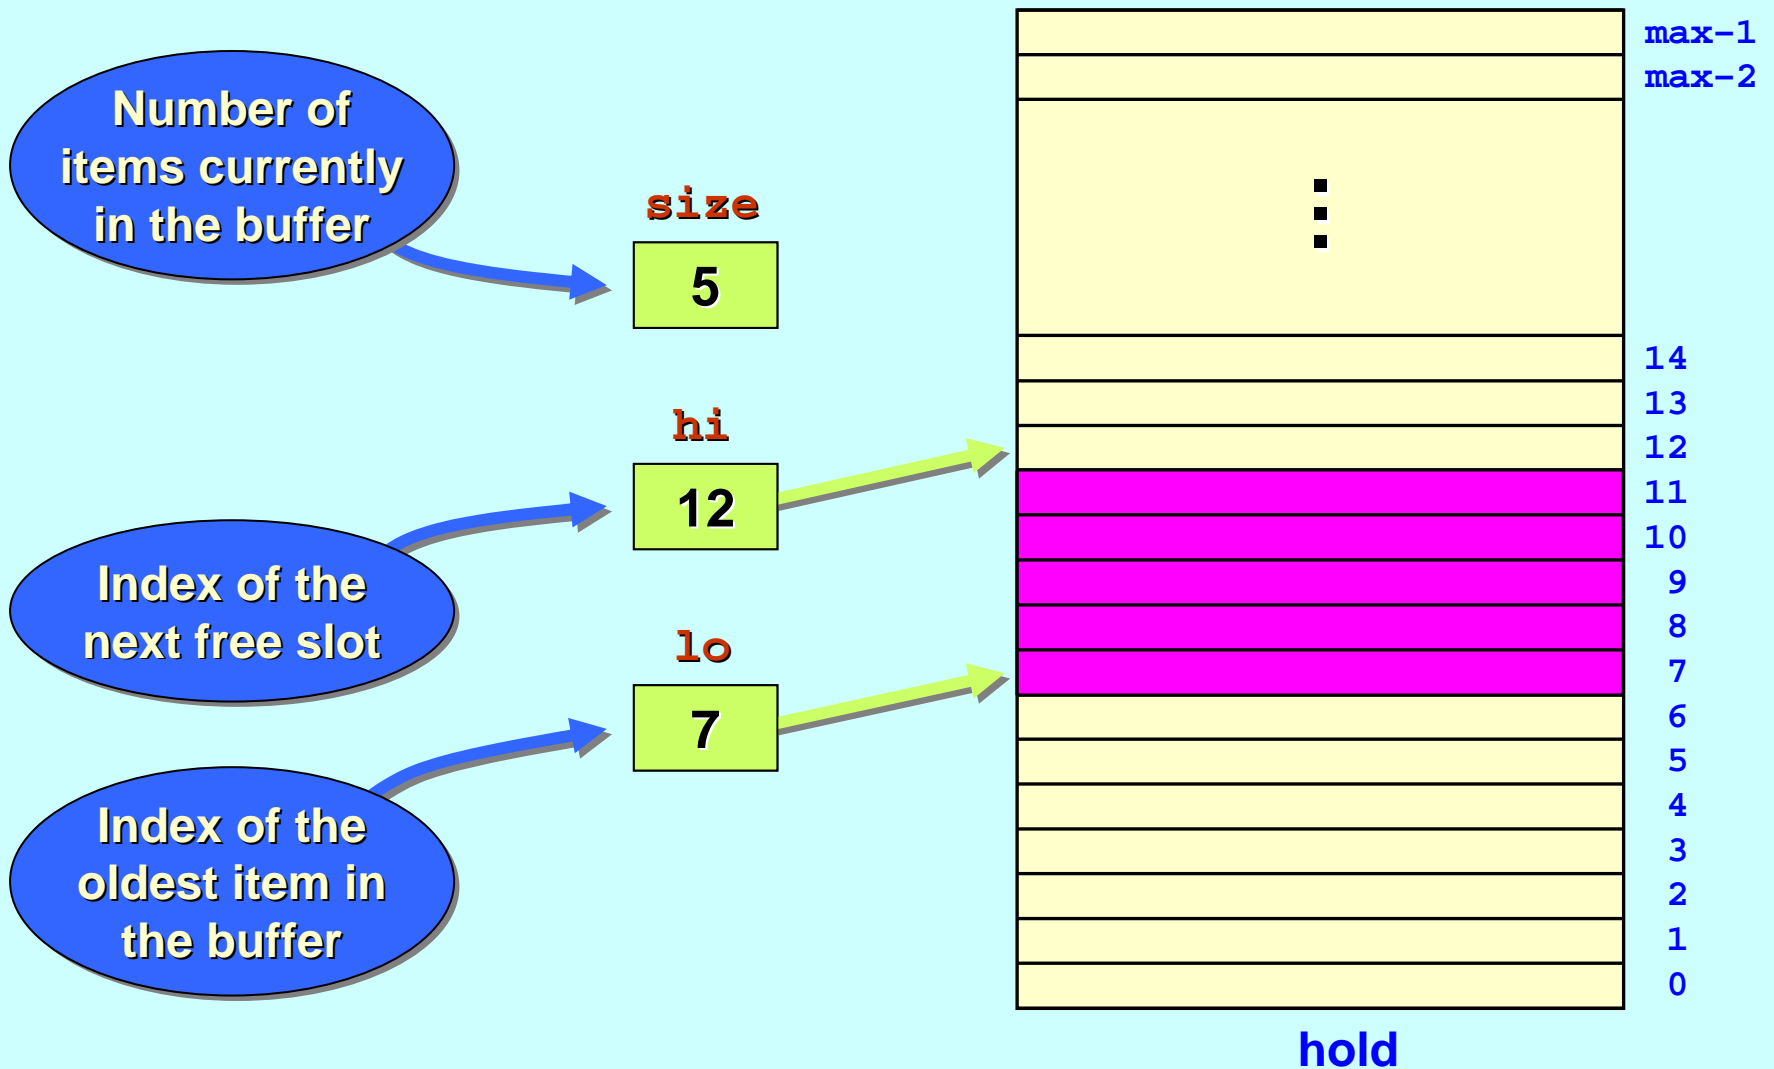 Number of
items currently
in the buffer
size
5
hi
12
Index of the
next free slot
lo
7
Index of the
oldest item in
the buffer
max-1
max-2
14
13
12
11
10
9
8
7
6
5
4
3
2
1
0
hold